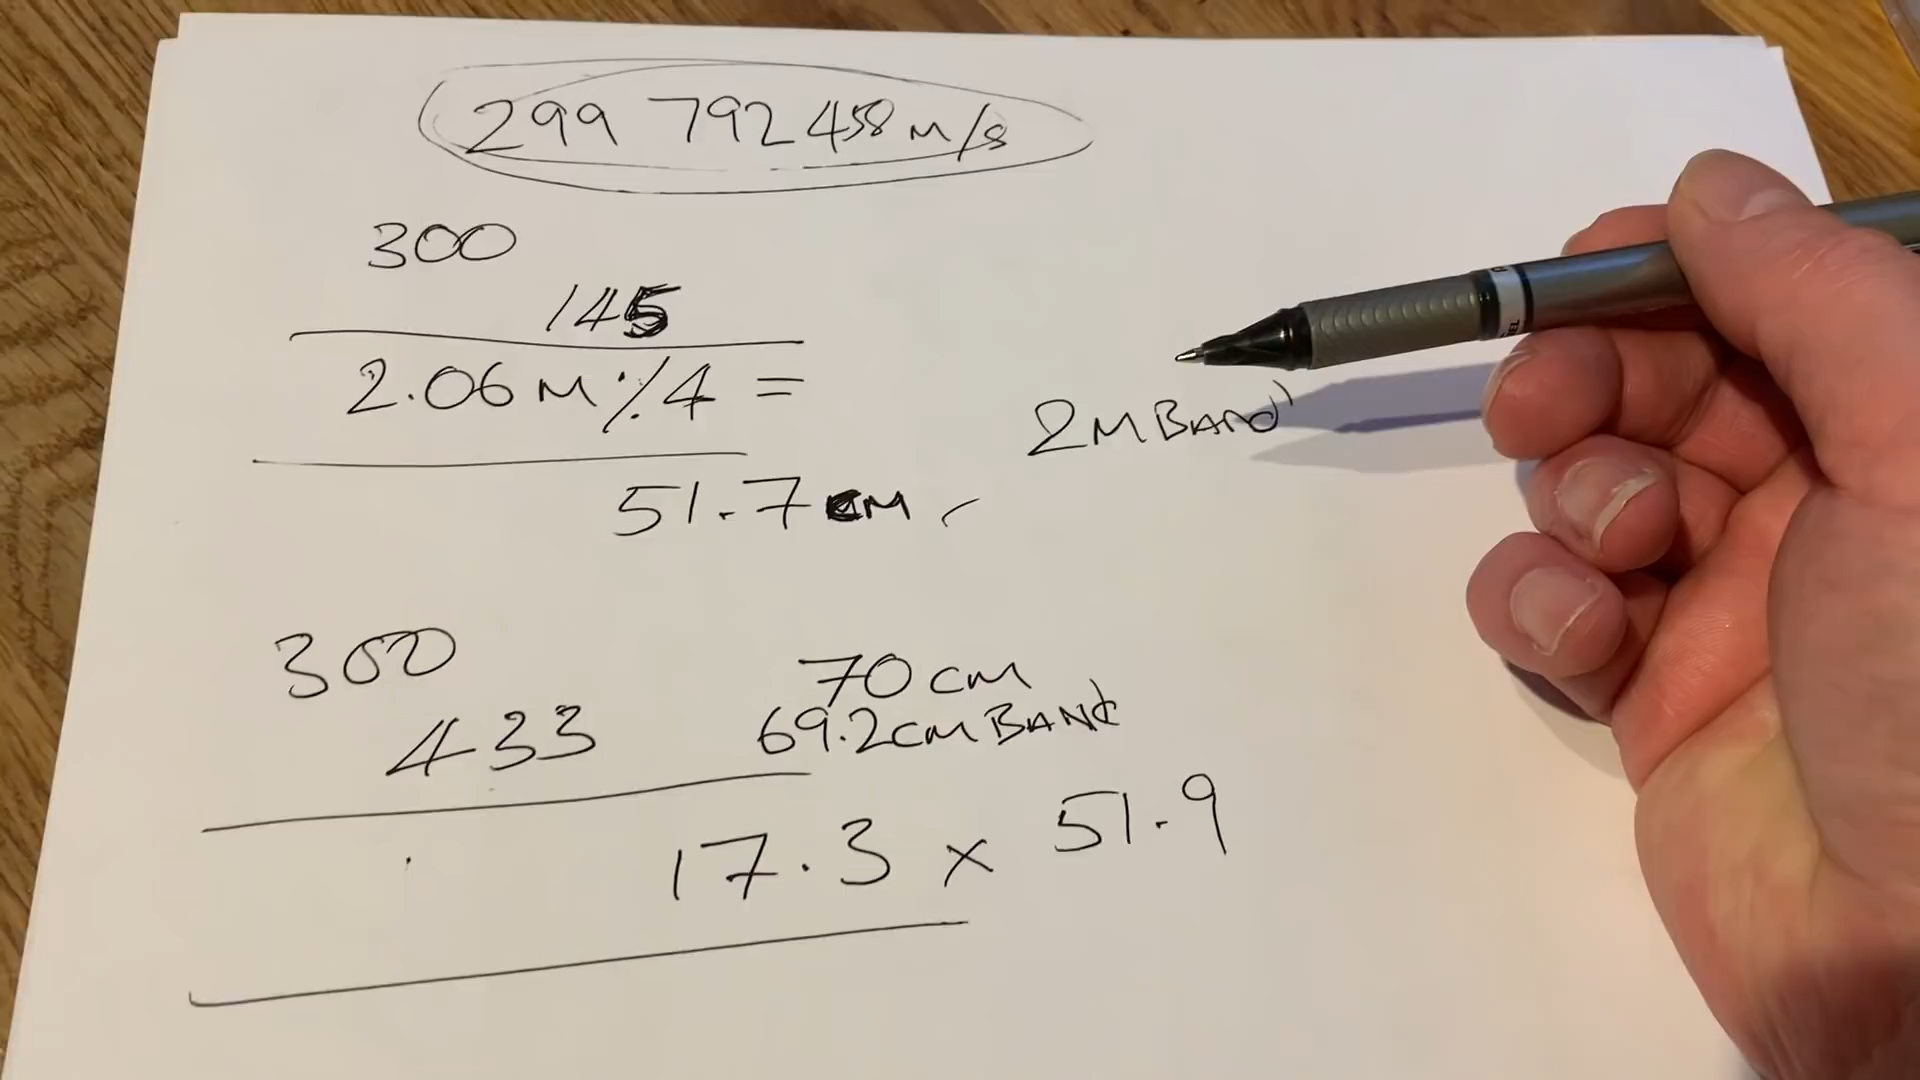 299 792 458 M/s
300
145
2.06 M ÷ 4 =
51.7 CM
2M BAND
300
433
70 CM
69.2 CM BAND
17.3 × 51.9